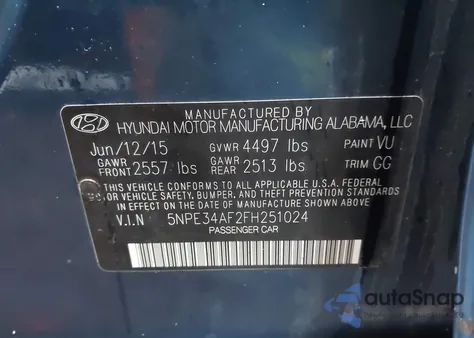 MANUFACTURED BY
HYUNDAI MOTOR MANUFACTURING ALABAMA, LLC
Jun/12/15 GVWR 4497 lbs PAINT VU
GAWR FRONT 2557 lbs GAWR REAR 2513 lbs TRIM GG
THIS VEHICLE CONFORMS TO ALL APPLICABLE U.S.A. FEDERAL
MOTOR VEHICLE SAFETY, BUMPER, AND THEFT PREVENTION
STANDARDS IN EFFECT ON THE DATE OF MANUFACTURE SHOWN ABOVE.
V.I.N 5NPE34AF2FH251024
PASSENGER CAR
autoSnap